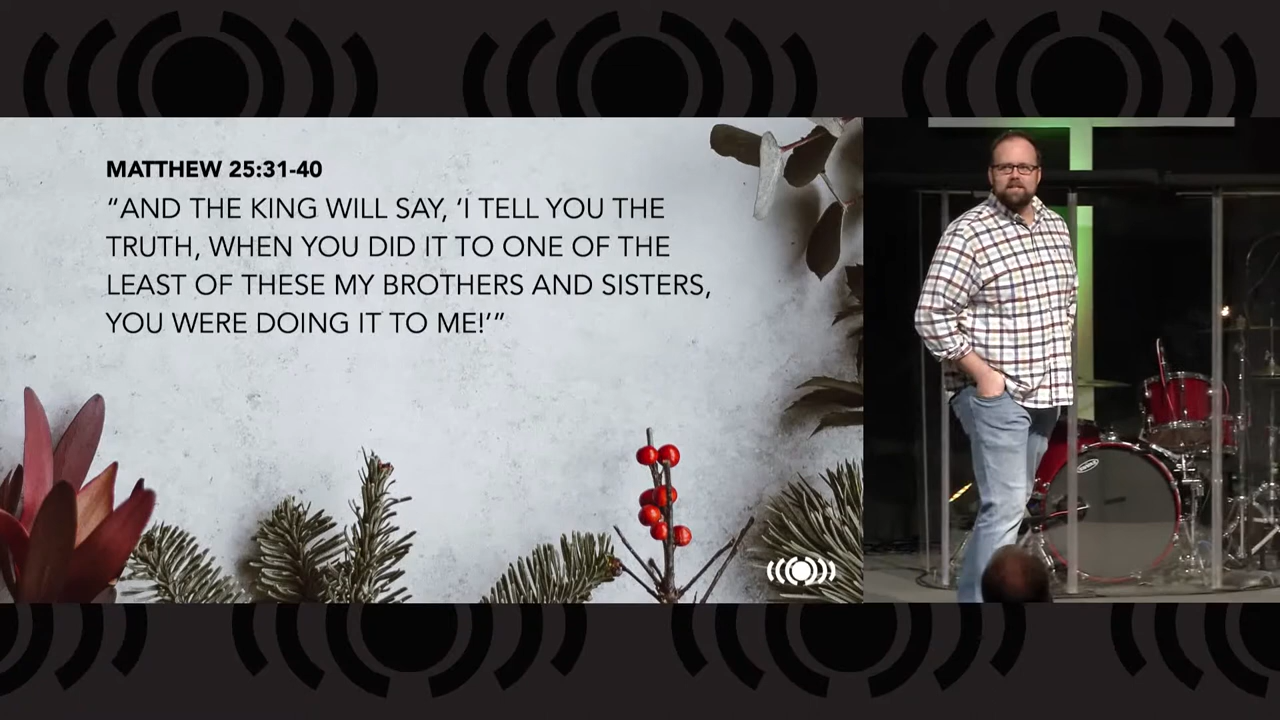 MATTHEW 25:31-40
“AND THE KING WILL SAY, ‘I TELL YOU THE
TRUTH, WHEN YOU DID IT TO ONE OF THE
LEAST OF THESE MY BROTHERS AND SISTERS,
YOU WERE DOING IT TO ME!’”